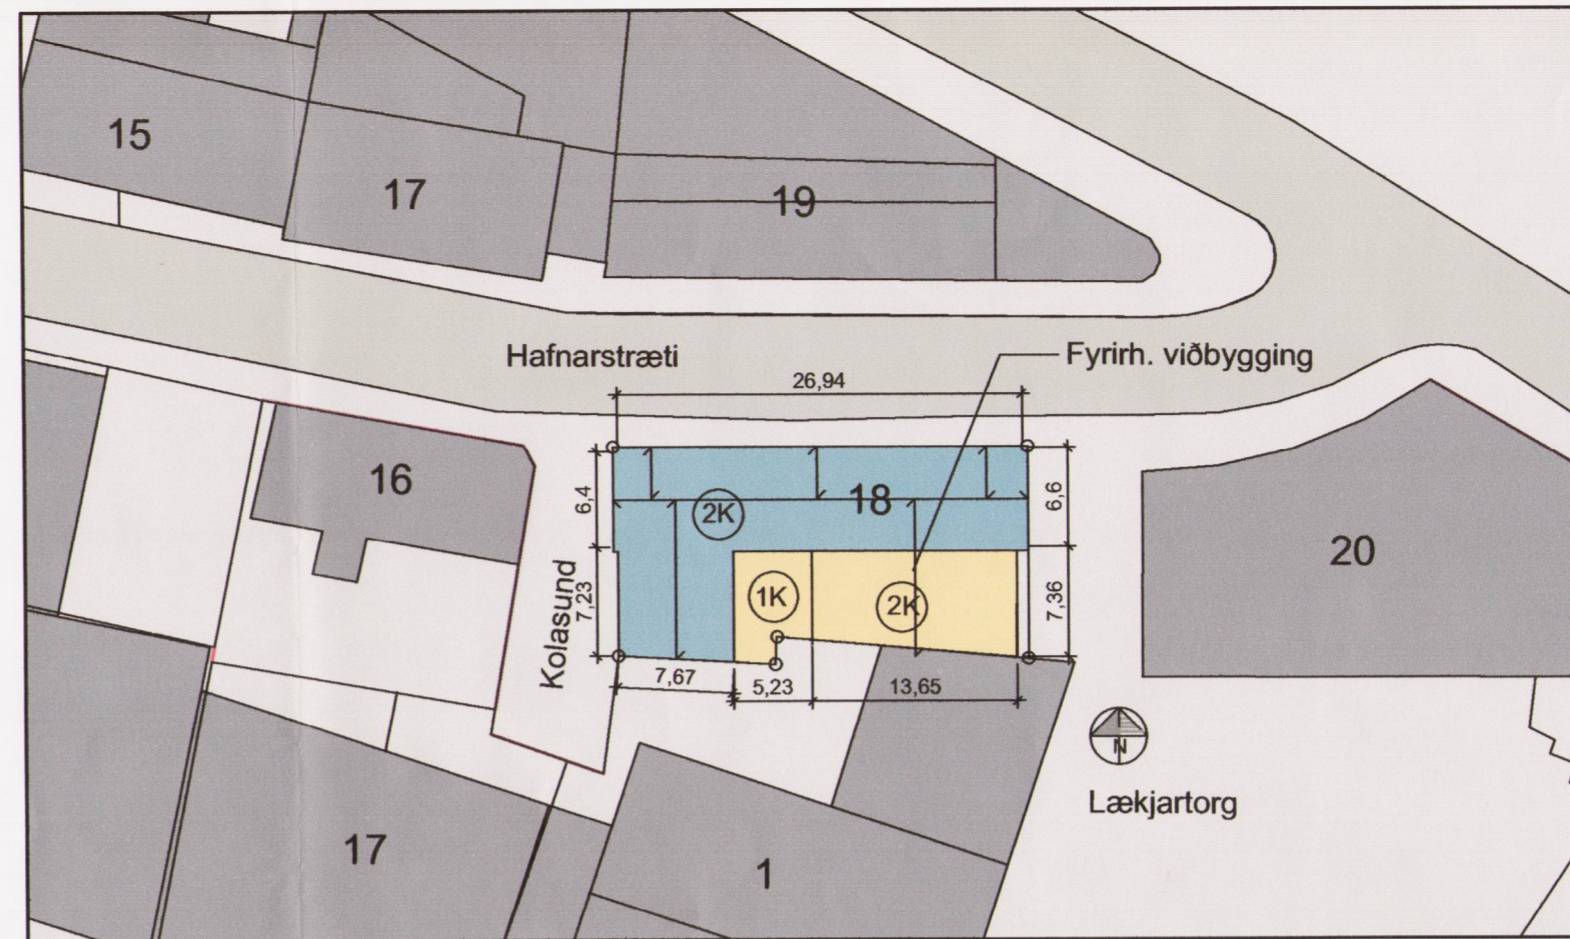 15
17
19
Hafnarstræti
Fyrirh. viðbygging
26,94
16
6,4
2K
18
6,6
20
Kolasund
7,23
1K
2K
7,36
7,67
5,23
13,65
N
Lækjartorg
17
1